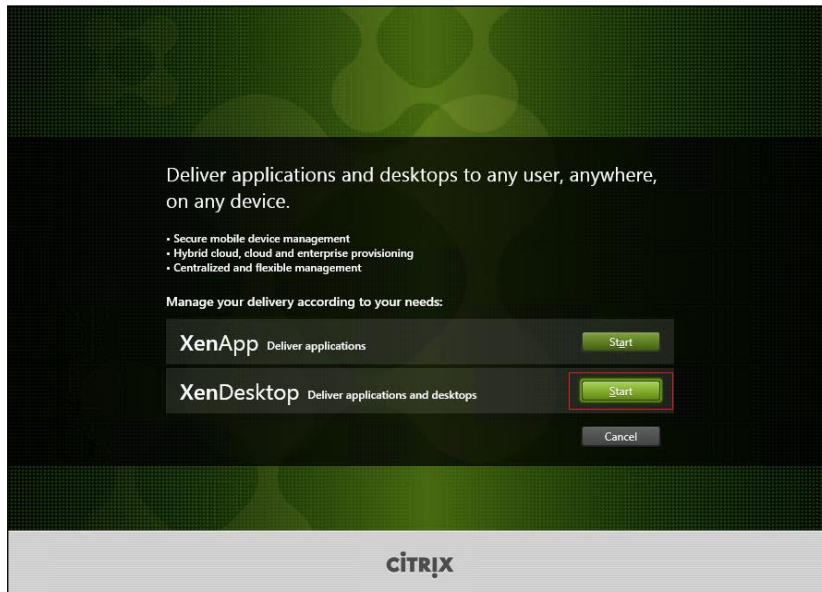 Deliver applications and desktops to any user, anywhere,
on any device.
• Secure mobile device management
• Hybrid cloud, cloud and enterprise provisioning
• Centralized and flexible management
Manage your delivery according to your needs:
XenApp Deliver applications
Start
XenDesktop Deliver applications and desktops
Start
Cancel
CITRIX